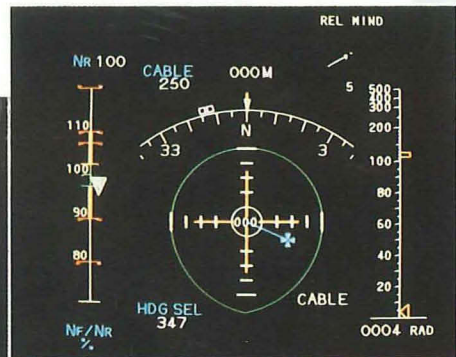 REL WIND
NR 100
CABLE
250
000M
5
500
400
300
200
100
80
60
40
20
110
100
90
80
33
N
3
000
HDG SEL
347
CABLE
NF/NR
%
0004 RAD